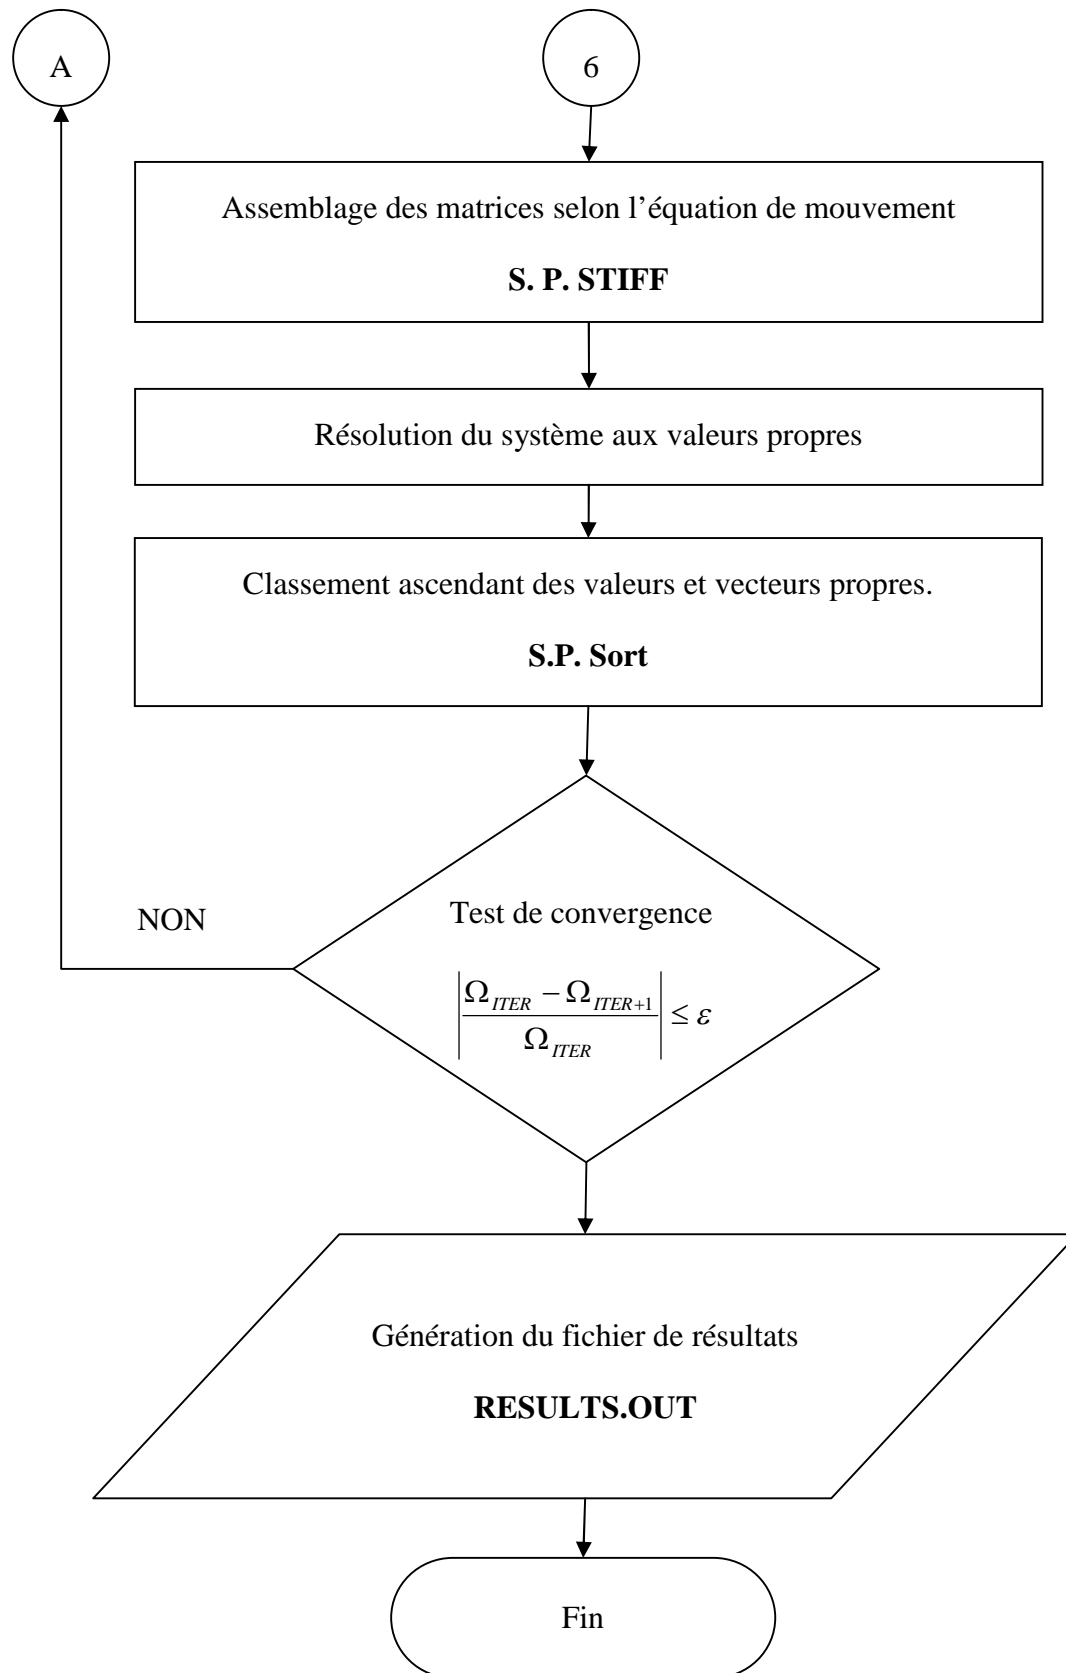 A
6
Assemblage des matrices selon l’équation de mouvement
S. P. STIFF
Résolution du système aux valeurs propres
Classement ascendant des valeurs et vecteurs propres.
S.P. Sort
NON
Test de convergence
|(Ω_ITER − Ω_ITER+1) / Ω_ITER| ≤ ε
Génération du fichier de résultats
RESULTS.OUT
Fin